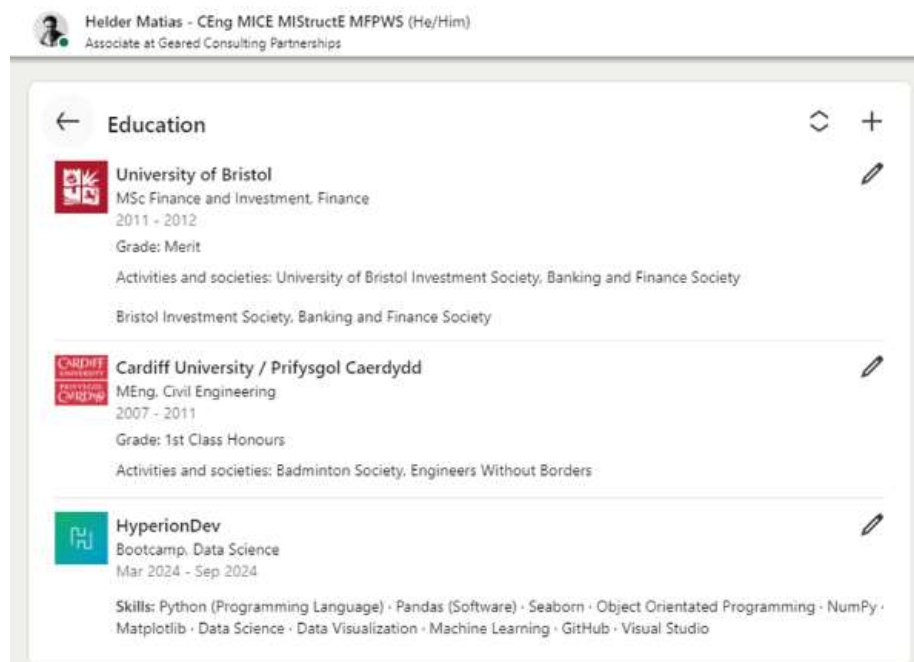 Helder Matias - CEng MICE MIStructE MFPWS (He/Him)
Associate at Geared Consulting Partnerships
Education
University of Bristol
MSc Finance and Investment, Finance
2011 - 2012
Grade: Merit
Activities and societies: University of Bristol Investment Society, Banking and Finance Society
Bristol Investment Society, Banking and Finance Society
CARDIFF
UNIVERSITY
PRIFYSGOL
CAERDYDD
Cardiff University / Prifysgol Caerdydd
MEng, Civil Engineering
2007 - 2011
Grade: 1st Class Honours
Activities and societies: Badminton Society, Engineers Without Borders
HyperionDev
Bootcamp, Data Science
Mar 2024 - Sep 2024
Skills: Python (Programming Language) · Pandas (Software) · Seaborn · Object Orientated Programming · NumPy ·
Matplotlib · Data Science · Data Visualization · Machine Learning · GitHub · Visual Studio